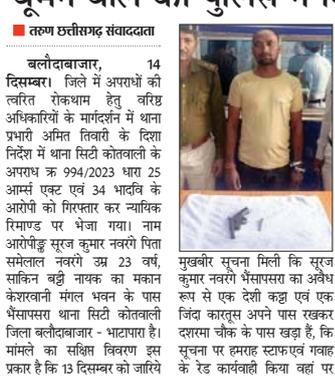 तरुण छत्तीसगढ़ संवाददाता
बलौदाबाजार, 14
दिसम्बर। जिले में अपराधों की
त्वरित रोकथाम हेतु वरिष्ठ
अधिकारियों के मार्गदर्शन में थाना
प्रभारी अमित तिवारी के दिशा
निर्देश में थाना सिटी कोतवाली के
अपराध क्र 994/2023 धारा 25
आर्म्स एक्ट एवं 34 भादवि के
आरोपी को गिरफ्तार कर न्यायिक
रिमाण्ड पर भेजा गया। नाम
आरोपीङ्क सूरज कुमार नवरंगे पिता
समेलाल नवरंगे उम्र 23 वर्ष,
साकिन बट्टी नायक का मकान
केशरवानी मंगल भवन के पास
भैंसापसरा थाना सिटी कोतवाली
जिला बलौदाबाजार - भाटापारा है।
मांमले का सक्षिप्त विवरण इस
प्रकार है कि 13 दिसम्बर को जारिये
मुखबीर सूचना मिली कि सूरज
कुमार नवरंगे भैंसापसरा का अवैध
रूप से एक देशी कट्टा एवं एक
जिंदा कारतूस अपने पास रखकर
दशरमा चौक के पास खड़ा हैं, कि
सूचना पर हमराह स्टाफ एवं गवाह
के रेड कार्यवाही किया वहां पर